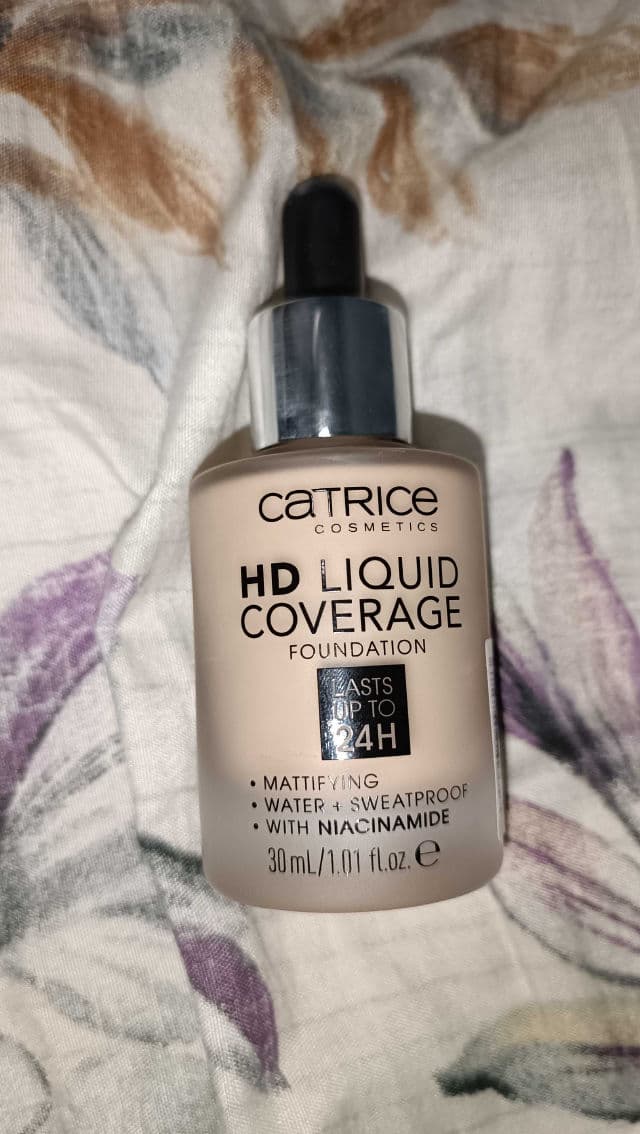 CATRICE
COSMETICS
HD LIQUID
COVERAGE
FOUNDATION
LASTS
UP TO
24H
• MATTIFYING
• WATER + SWEATPROOF
• WITH NIACINAMIDE
30 mL/1.01 fl.oz. ℮